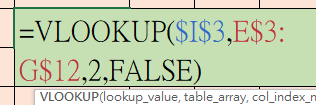 =VLOOKUP($I$3,E$3:
G$12,2,FALSE)
VLOOKUP(lookup_value, table_array, col_index_n